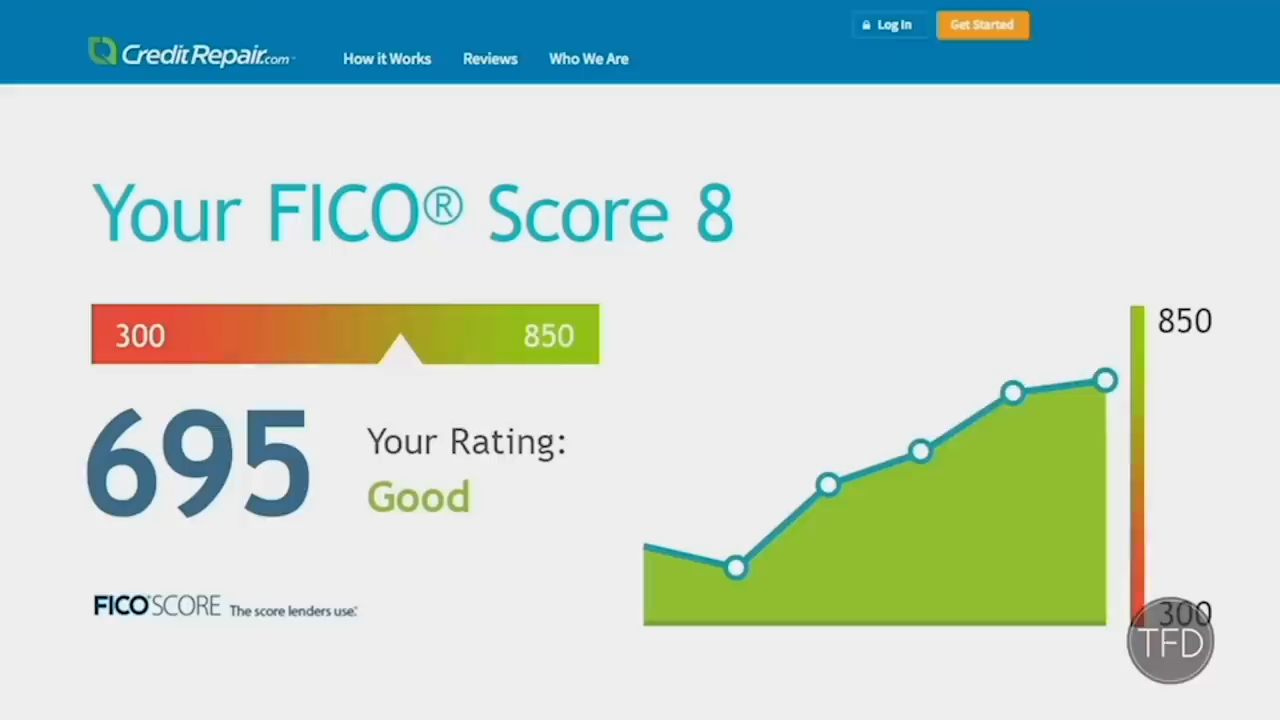 Log In
Get Started
CreditRepair.com
How it Works
Reviews
Who We Are
Your FICO® Score 8
300
850
695
Your Rating:
Good
FICO® SCORE The score lenders use.
850
300
TFD